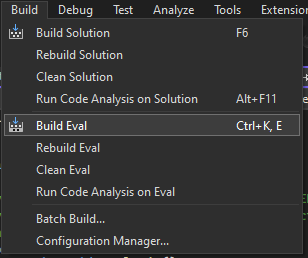 Build Debug Test Analyze Tools Extension
Build Solution F6
Rebuild Solution
Clean Solution
Run Code Analysis on Solution Alt+F11
Build Eval Ctrl+K, E
Rebuild Eval
Clean Eval
Run Code Analysis on Eval
Batch Build...
Configuration Manager...